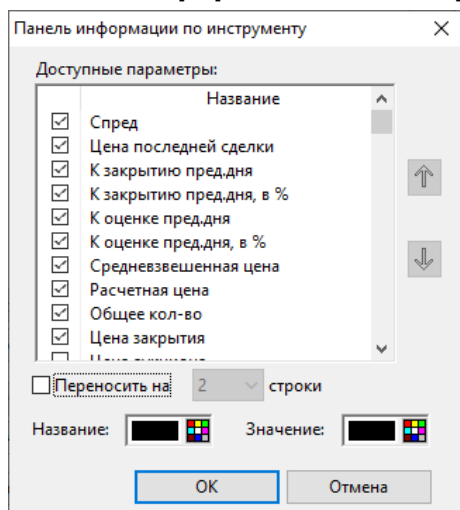 Панель информации по инструменту
Доступные параметры:
Название
Спред
Цена последней сделки
К закрытию пред.дня
К закрытию пред.дня, в %
К оценке пред.дня
К оценке пред.дня, в %
Средневзвешенная цена
Расчетная цена
Общее кол-во
Цена закрытия
Переносить на 2 строки
Название: Значение:
OK Отмена